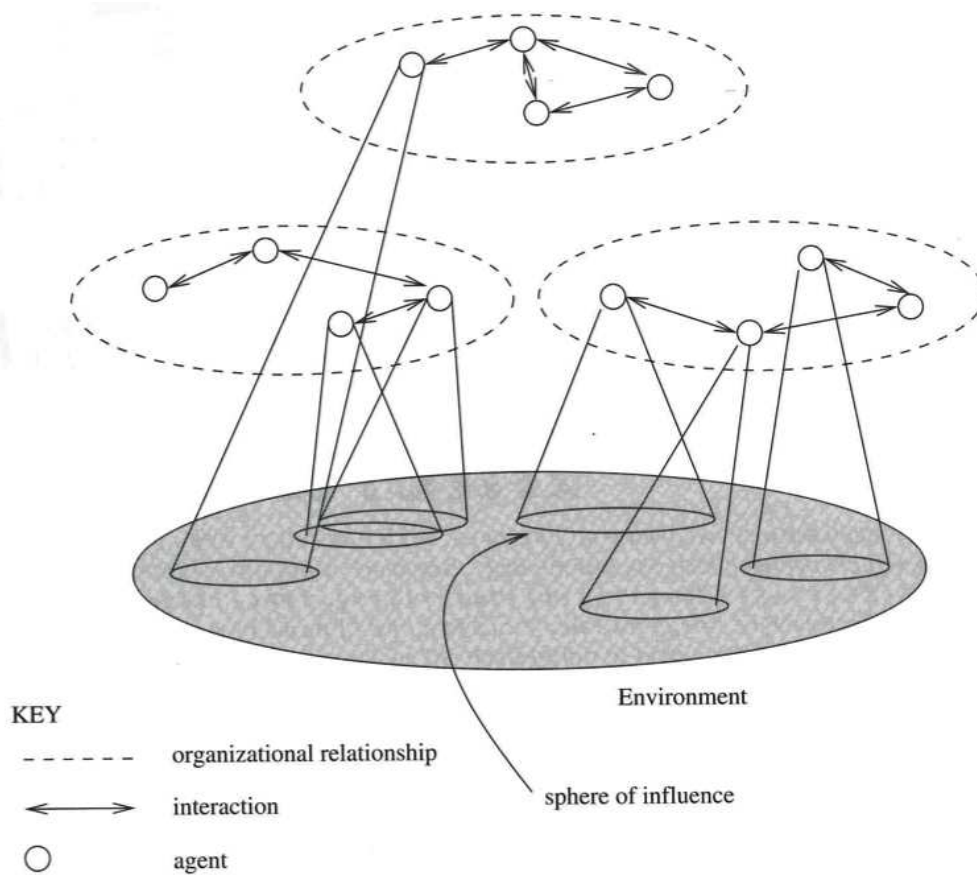 Environment
KEY
organizational relationship
sphere of influence
interaction
agent